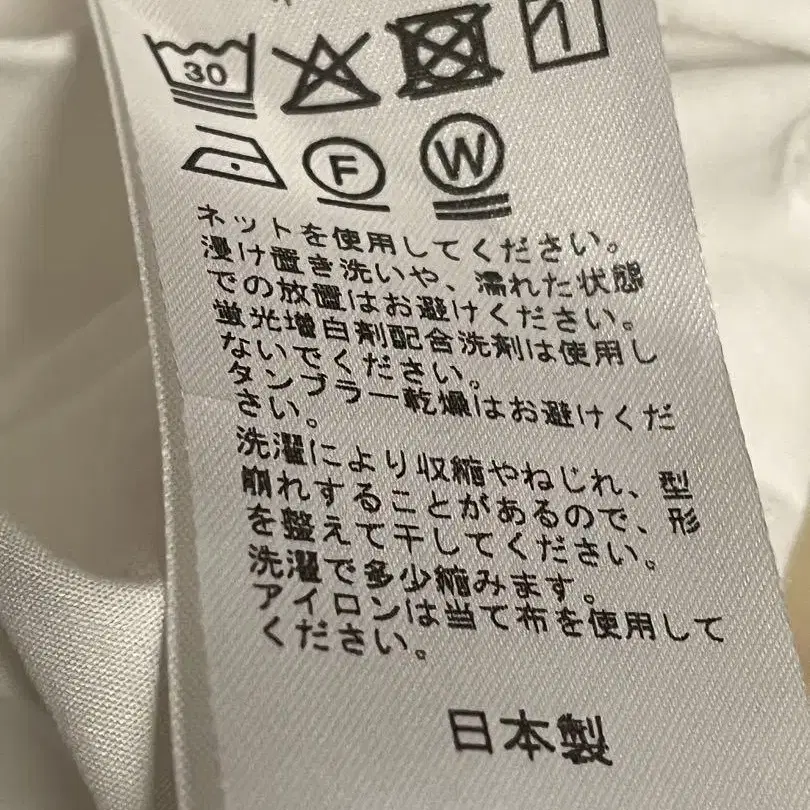 30
F
W
ネットを使用してください。
浸け置き洗いや、濡れた状態
での放置はお避けください。
蛍光増白剤配合洗剤は使用し
ないでください。
タンブラー乾燥はお避けくだ
さい。
洗濯により収縮やねじれ、型
崩れすることがあるので、形
を整えて干してください。
洗濯で多少縮みます。
アイロンは当て布を使用して
ください。
日本製